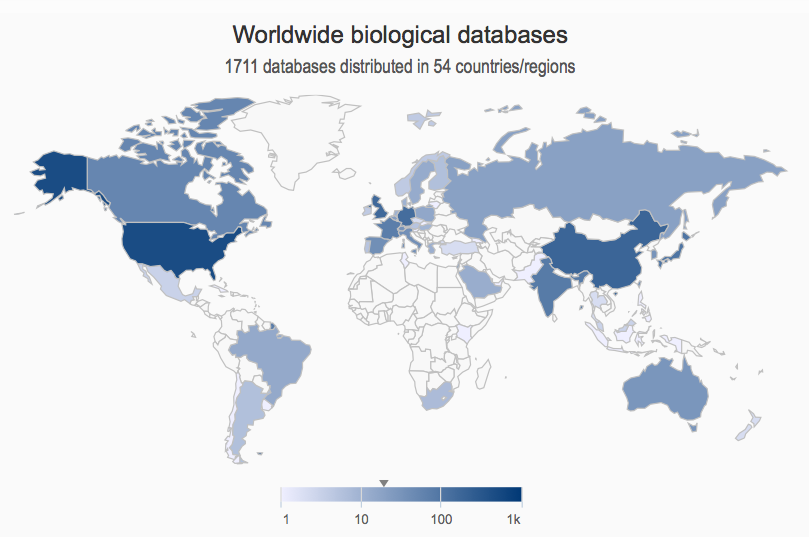 Worldwide biological databases
1711 databases distributed in 54 countries/regions
1 10 100 1k